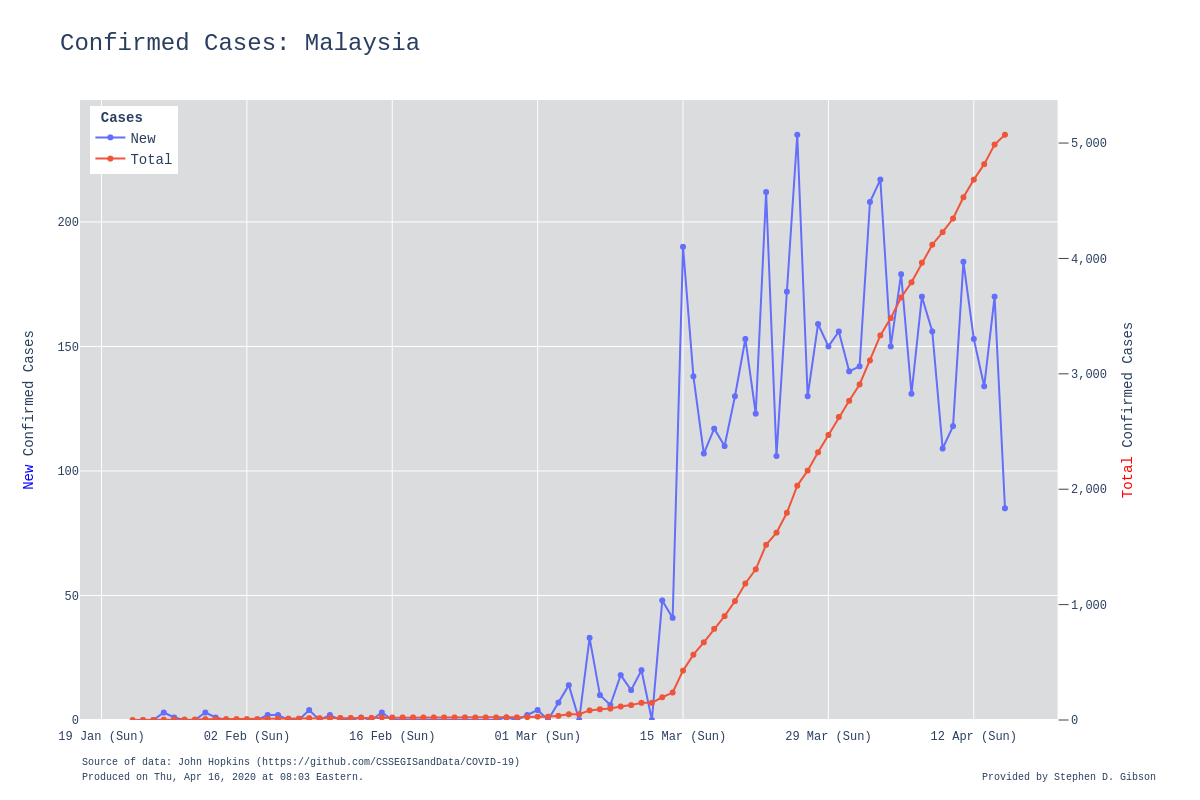 Confirmed Cases: Malaysia
Cases
New
Total
200
150
100
50
0
5,000
4,000
3,000
2,000
1,000
0
New Confirmed Cases
Total Confirmed Cases
19 Jan (Sun)
02 Feb (Sun)
16 Feb (Sun)
01 Mar (Sun)
15 Mar (Sun)
29 Mar (Sun)
12 Apr (Sun)
Source of data: John Hopkins (https://github.com/CSSEGISandData/COVID-19)
Produced on Thu, Apr 16, 2020 at 08:03 Eastern.
Provided by Stephen D. Gibson